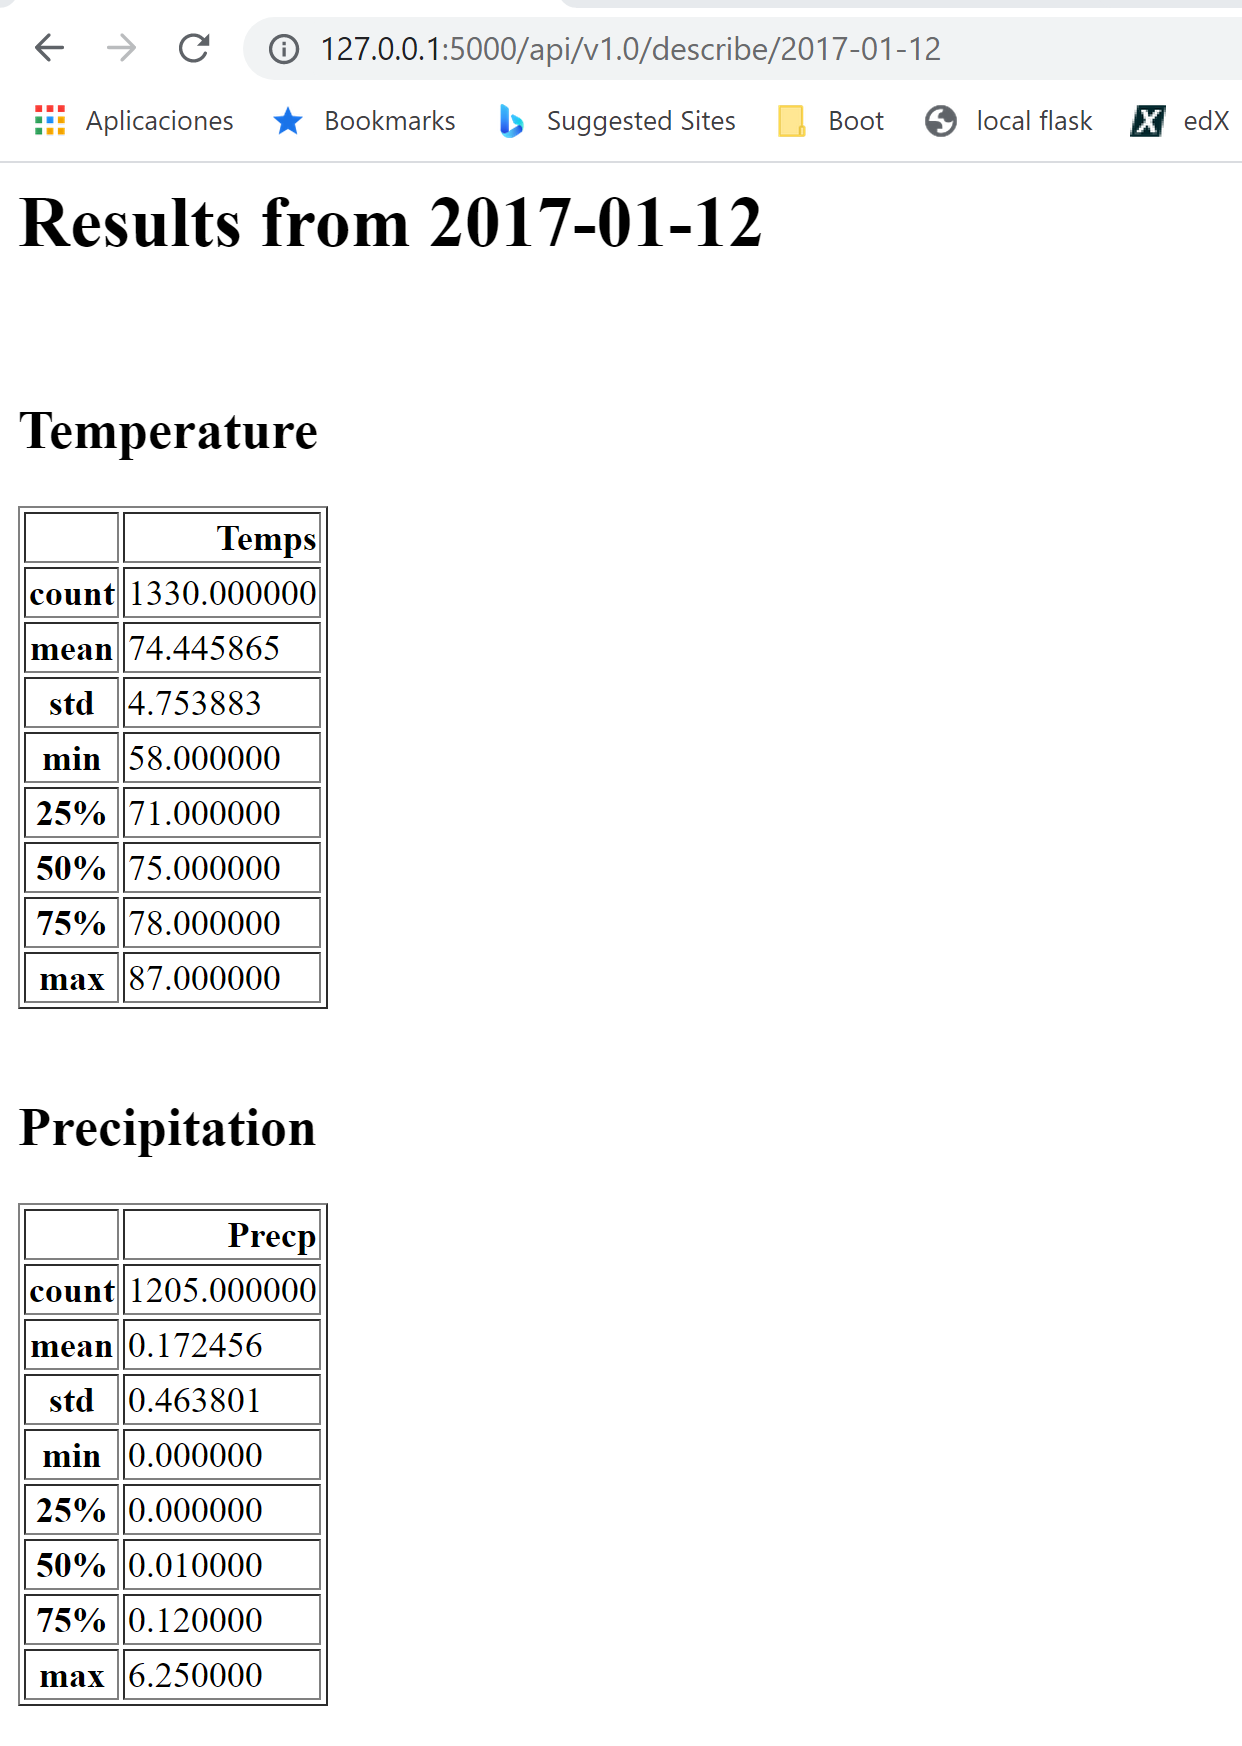 127.0.0.1:5000/api/v1.0/describe/2017-01-12
Aplicaciones Bookmarks Suggested Sites Boot local flask edX
Results from 2017-01-12
Temperature
Temps
count 1330.000000
mean 74.445865
std 4.753883
min 58.000000
25% 71.000000
50% 75.000000
75% 78.000000
max 87.000000
Precipitation
Precp
count 1205.000000
mean 0.172456
std 0.463801
min 0.000000
25% 0.000000
50% 0.010000
75% 0.120000
max 6.250000